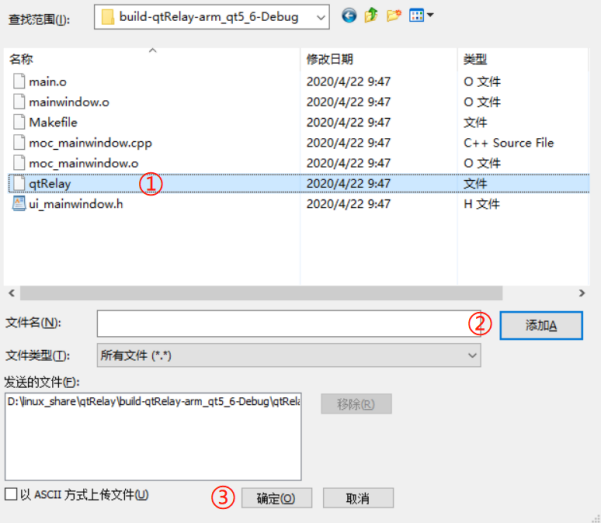 查找范围(I): build-qtRelay-arm_qt5_6-Debug
名称 修改日期 类型
main.o 2020/4/22 9:47 O 文件
mainwindow.o 2020/4/22 9:47 O 文件
Makefile 2020/4/22 9:47 文件
moc_mainwindow.cpp 2020/4/22 9:47 C++ Source File
moc_mainwindow.o 2020/4/22 9:47 O 文件
qtRelay ① 2020/4/22 9:47 文件
ui_mainwindow.h 2020/4/22 9:47 H 文件
文件名(N): ② 添加A
文件类型(T): 所有文件 (*.*)
发送的文件(F):
D:\linux_share\qtRelay\build-qtRelay-arm_qt5_6-Debug\qtRela
移除(R)
以 ASCII 方式上传文件(U) ③ 确定(O) 取消